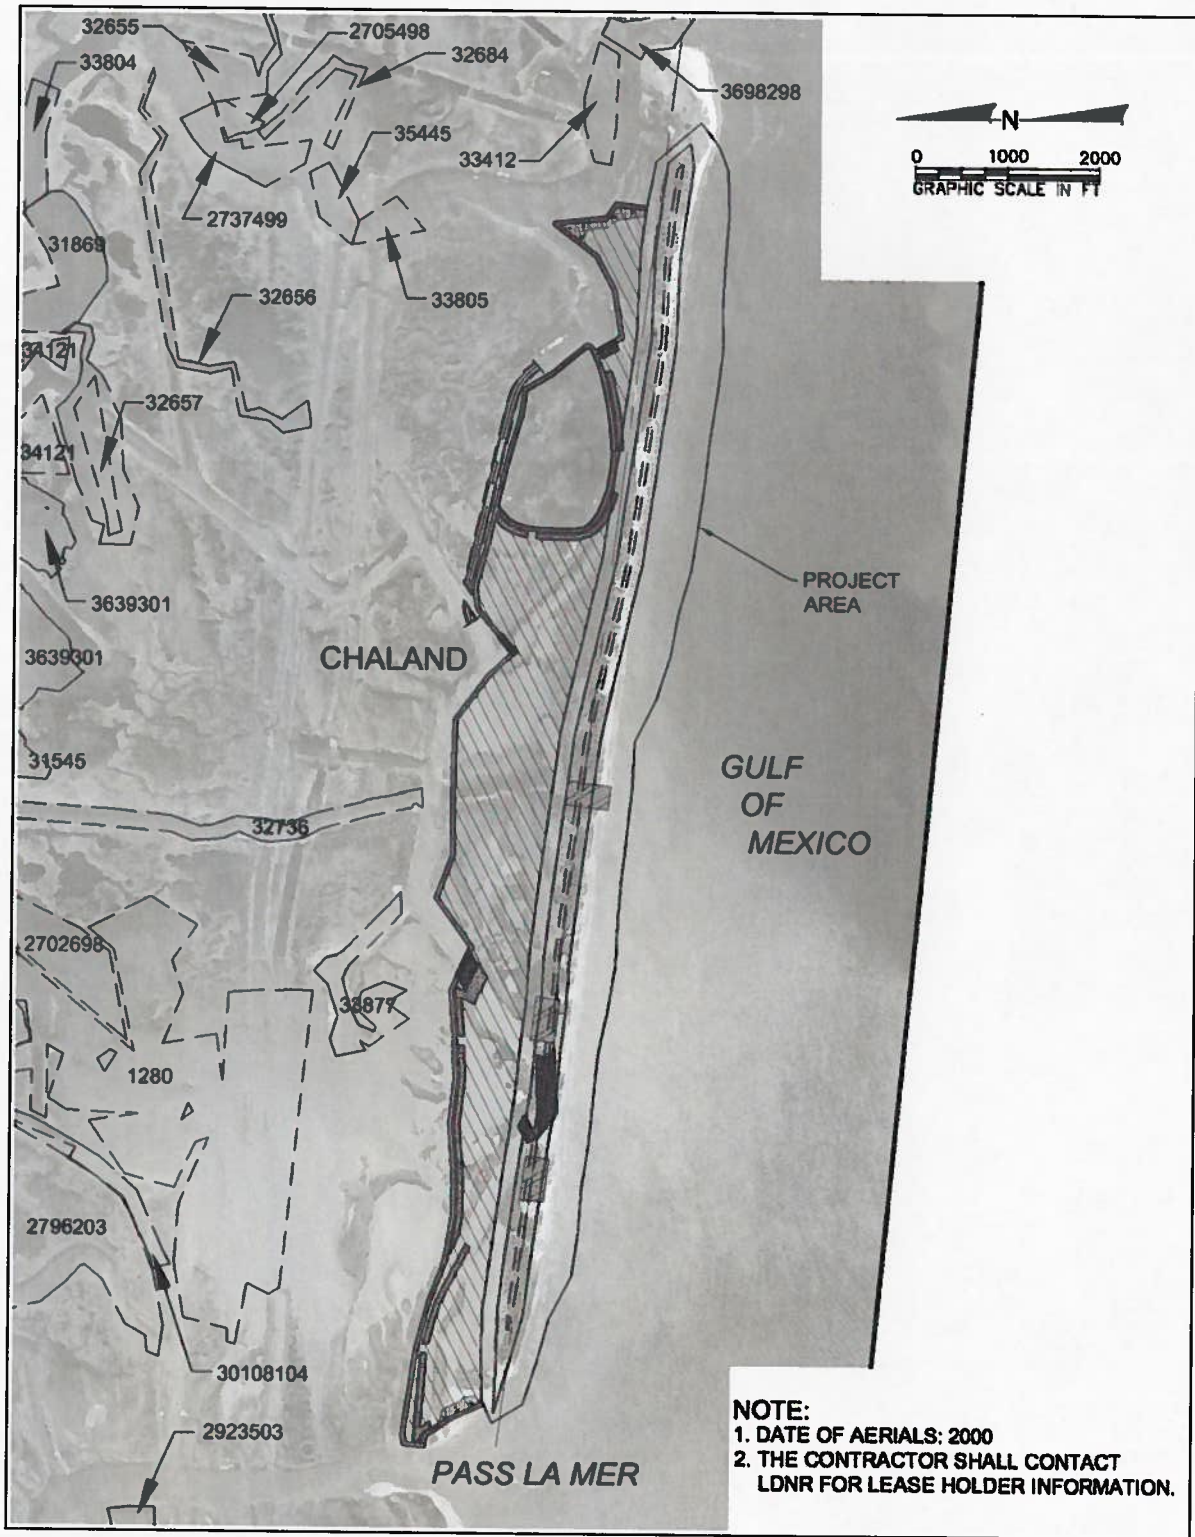 32655
2705498
32684
33804
3698298
N
35445
33412
0 1000 2000
GRAPHIC SCALE IN FT
2737499
31869
32656
33805
34121
32657
34121
PROJECT
AREA
3639301
CHALAND
3639301
31545
GULF
OF
MEXICO
32736
2702698
33877
1280
2796203
30108104
2923503
PASS LA MER
NOTE:
1. DATE OF AERIALS: 2000
2. THE CONTRACTOR SHALL CONTACT
LDNR FOR LEASE HOLDER INFORMATION.